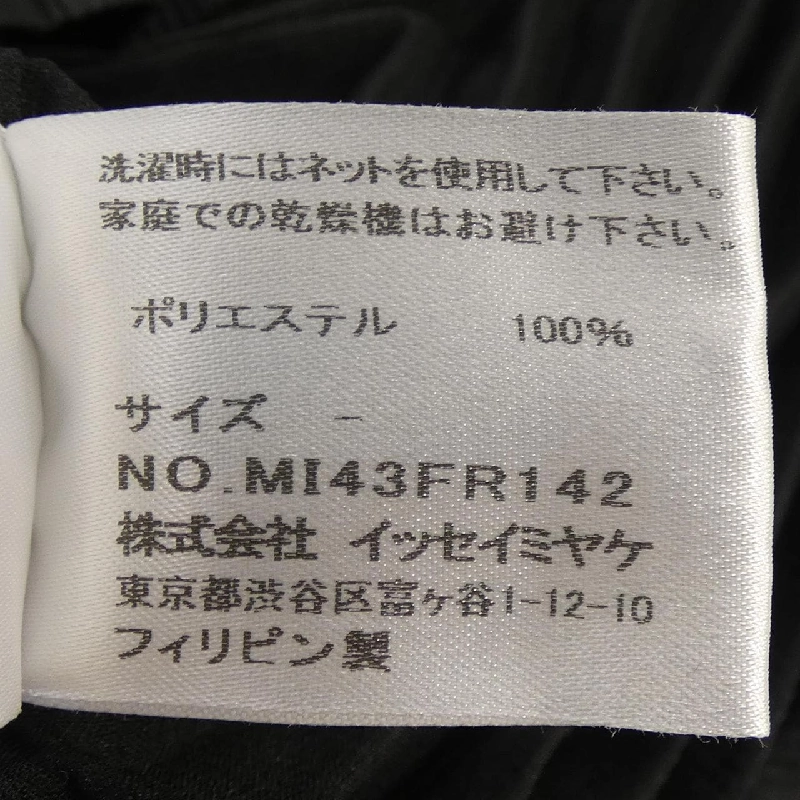 洗濯時にはネットを使用して下さい。
家庭での乾燥機はお避け下さい。
ポリエステル 100%
サイズ -
NO.MI43FR142
株式会社 イッセイミヤケ
東京都渋谷区富ヶ谷1-12-10
フィリピン製